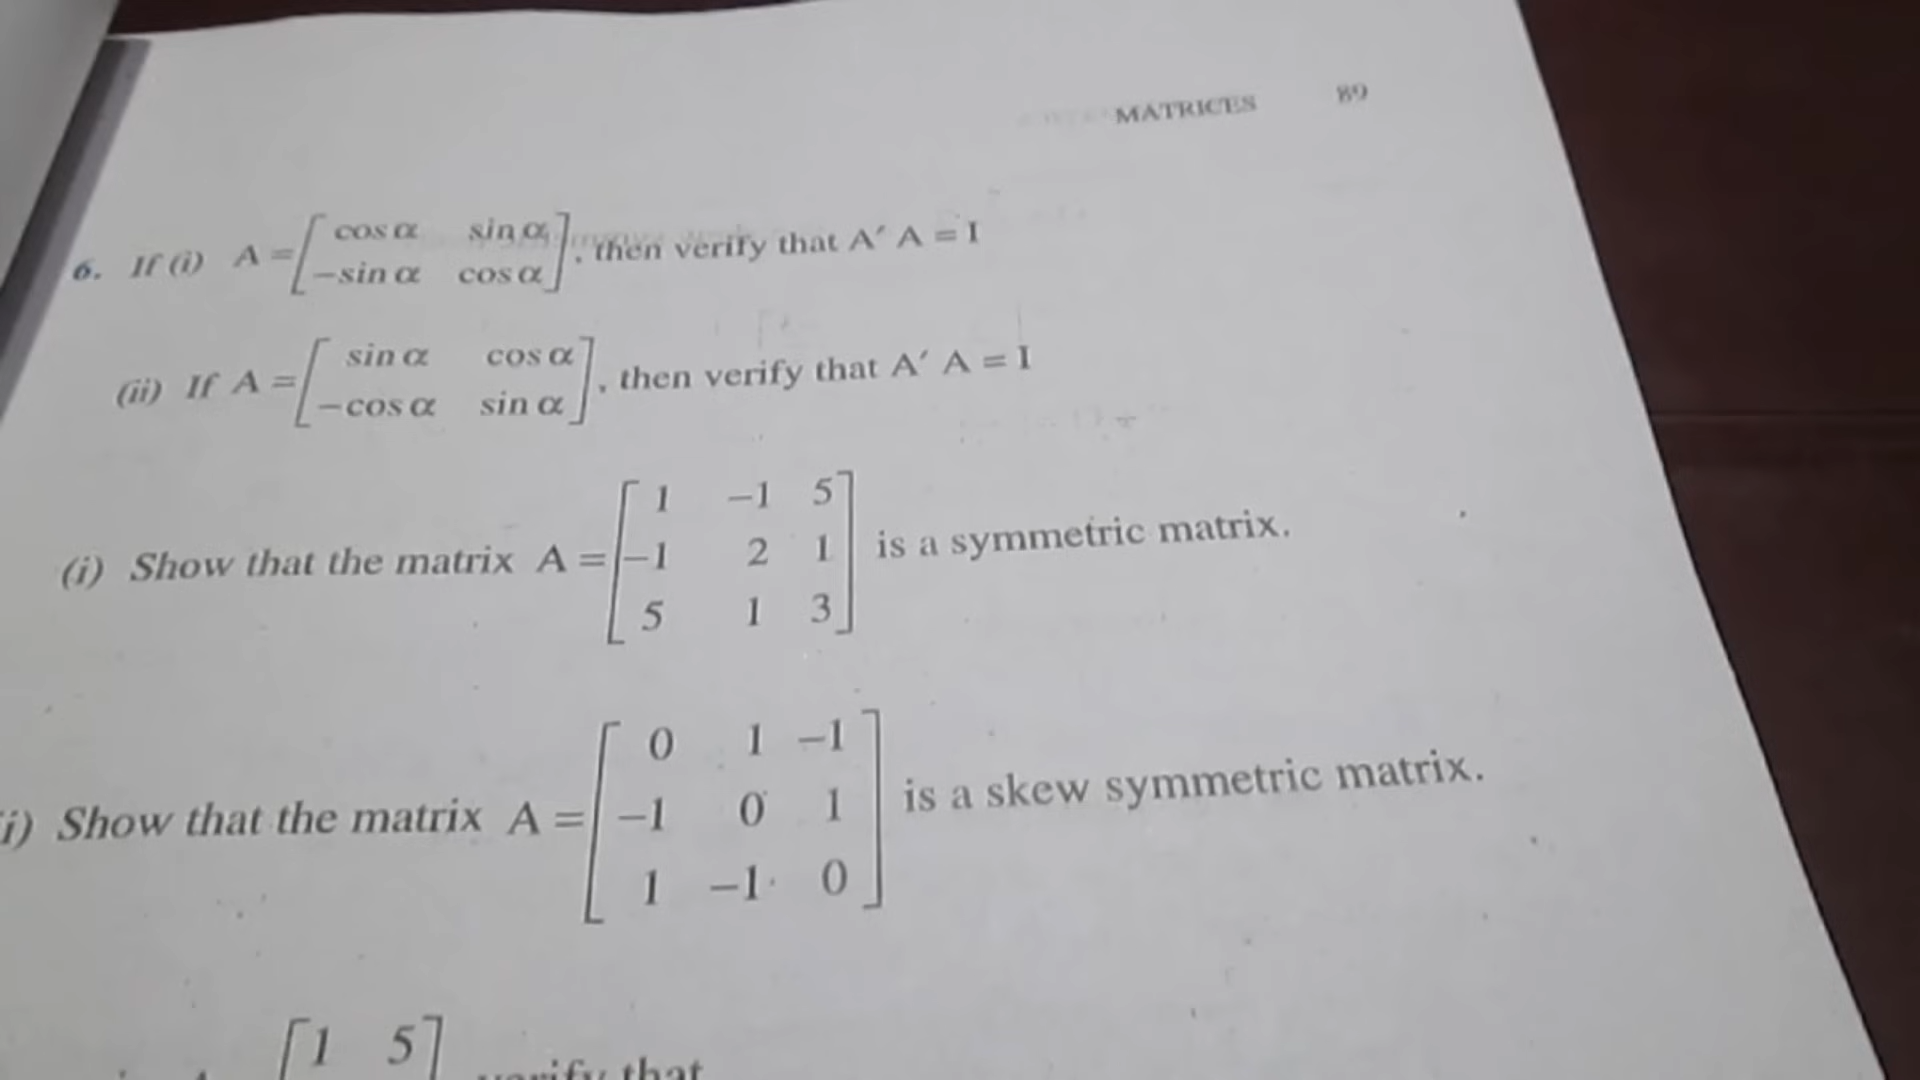 MATRICES 89
6. If (i) A = [cos α sin α
−sin α cos α], then verify that A′ A = I
(ii) If A = [sin α cos α
−cos α sin α], then verify that A′ A = I
(i) Show that the matrix A = [1 −1 5
−1 2 1
5 1 3] is a symmetric matrix.
i) Show that the matrix A = [0 1 −1
−1 0 1
1 −1 0] is a skew symmetric matrix.
[1 5]
verify that